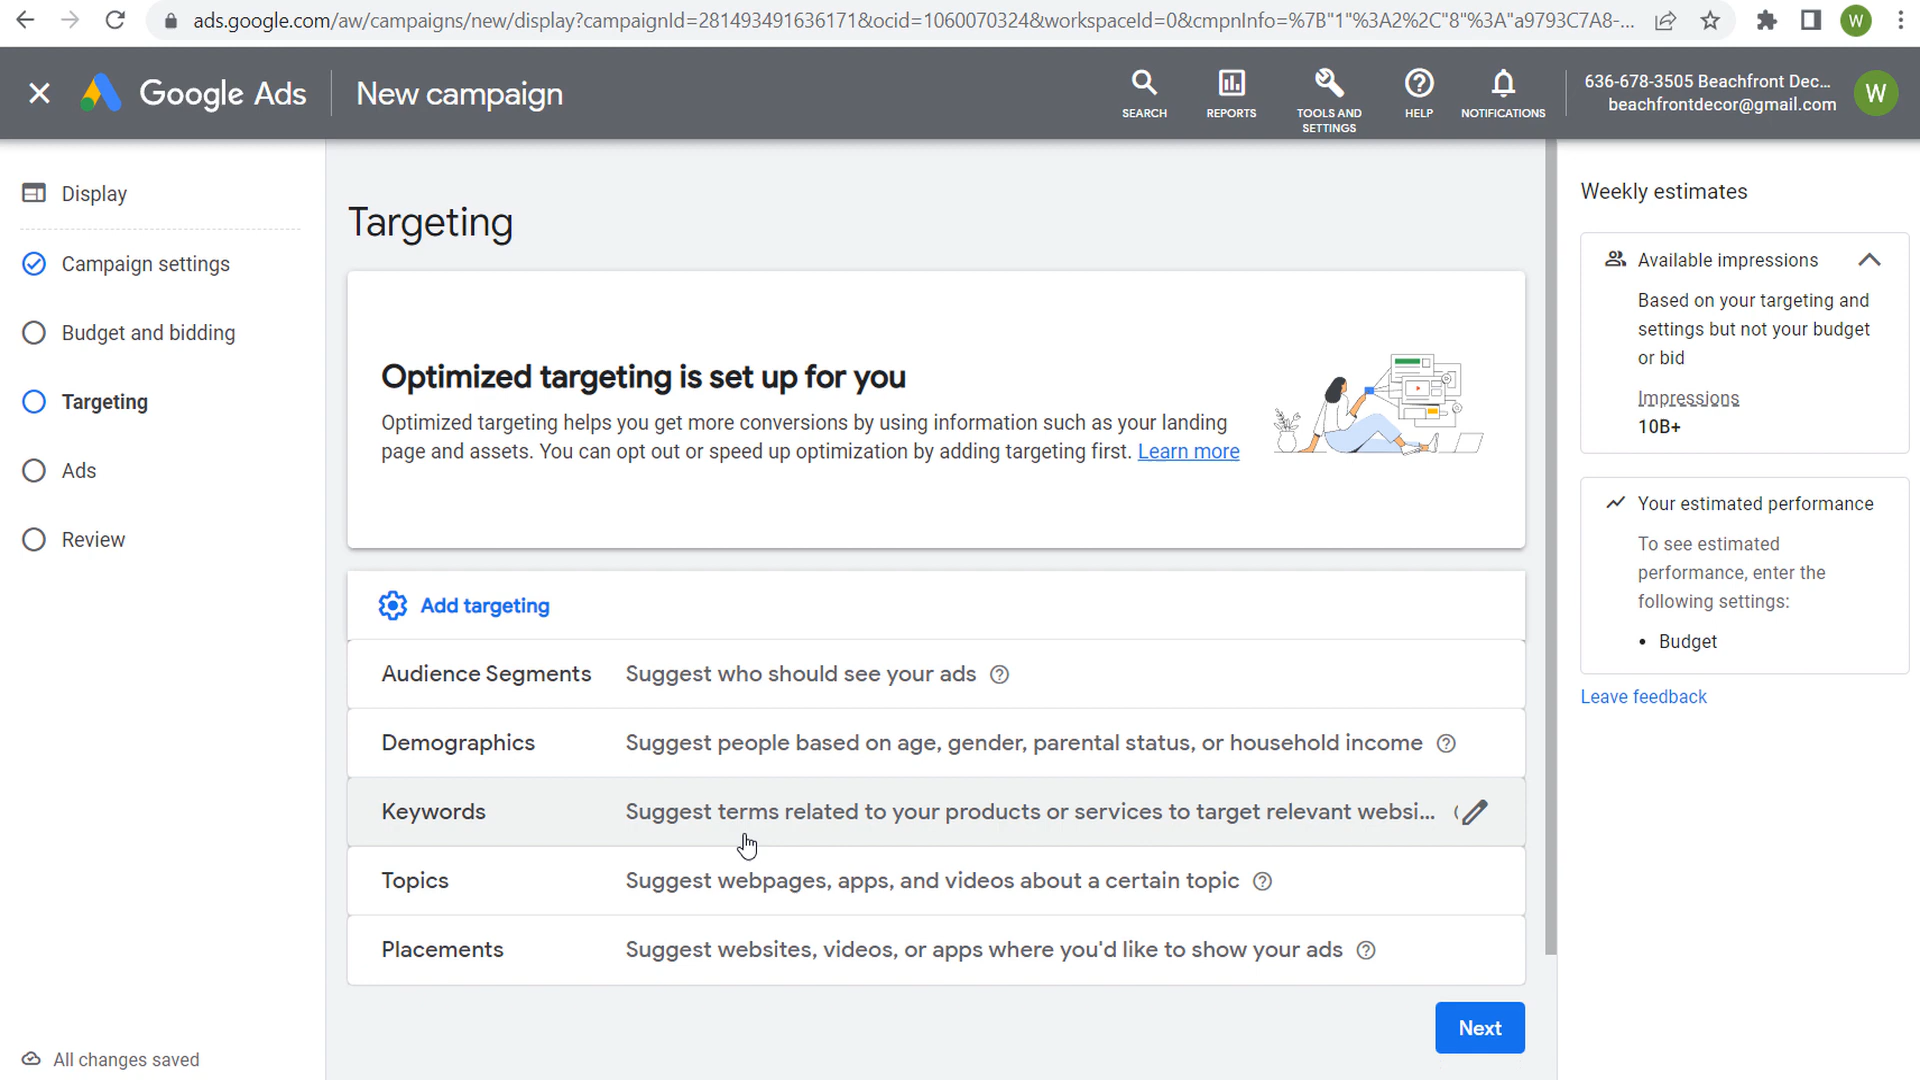 ads.google.com/aw/campaigns/new/display?campaignId=281493491636171&ocid=1060070324&workspaceId=0&cmpnInfo=%7B"1"%3A2%2C"8"%3A"a9793C7A8-...
W
Google Ads
New campaign
SEARCH
REPORTS
TOOLS AND
SETTINGS
HELP
NOTIFICATIONS
636-678-3505 Beachfront Dec...
beachfrontdecor@gmail.com
W
Display
Campaign settings
Budget and bidding
Targeting
Ads
Review
All changes saved
Targeting
Optimized targeting is set up for you
Optimized targeting helps you get more conversions by using information such as your landing
page and assets. You can opt out or speed up optimization by adding targeting first. Learn more
Add targeting
Audience Segments Suggest who should see your ads
Demographics Suggest people based on age, gender, parental status, or household income
Keywords Suggest terms related to your products or services to target relevant websi...
Topics Suggest webpages, apps, and videos about a certain topic
Placements Suggest websites, videos, or apps where you'd like to show your ads
Next
Weekly estimates
Available impressions
Based on your targeting and
settings but not your budget
or bid
Impressions
10B+
Your estimated performance
To see estimated
performance, enter the
following settings:
• Budget
Leave feedback